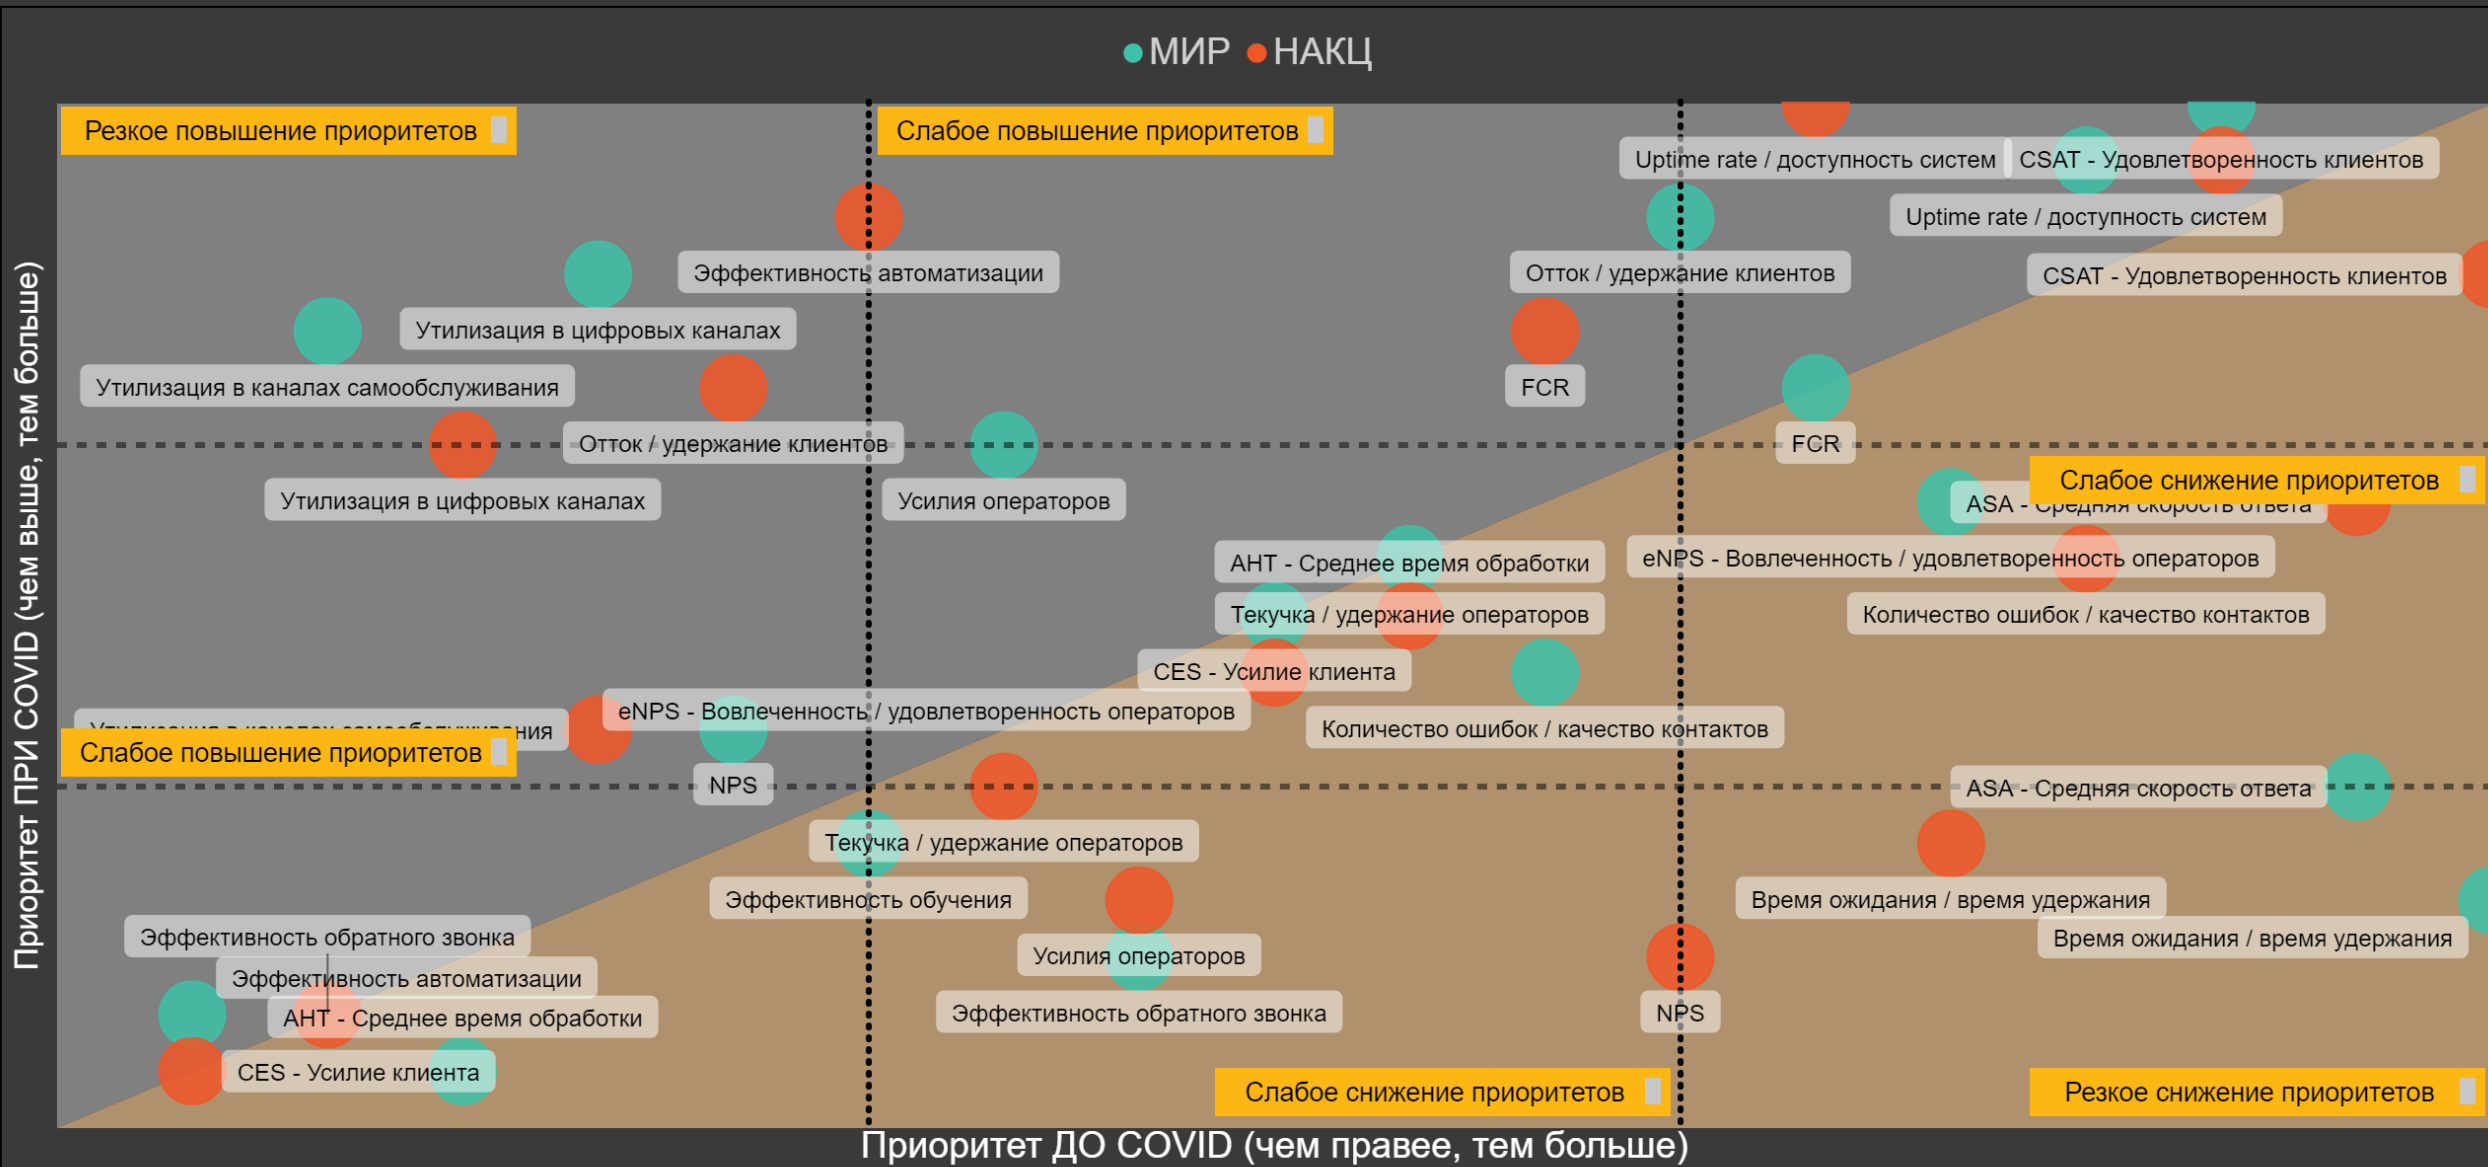 МИР НАКЦ
Резкое повышение приоритетов
Слабое повышение приоритетов
Uptime rate / доступность систем
CSAT - Удовлетворенность клиентов
Uptime rate / доступность систем
Эффективность автоматизации
Отток / удержание клиентов
CSAT - Удовлетворенность клиентов
Утилизация в цифровых каналах
Утилизация в каналах самообслуживания
FCR
Отток / удержание клиентов
FCR
Утилизация в цифровых каналах
Усилия операторов
Слабое снижение приоритетов
ASA - Средняя скорость ответа
AHT - Среднее время обработки
eNPS - Вовлеченность / удовлетворенность операторов
Текучка / удержание операторов
Количество ошибок / качество контактов
CES - Усилие клиента
eNPS - Вовлеченность / удовлетворенность операторов
Утилизация в каналах самообслуживания
Количество ошибок / качество контактов
Слабое повышение приоритетов
NPS
ASA - Средняя скорость ответа
Текучка / удержание операторов
Эффективность обучения
Время ожидания / время удержания
Эффективность обратного звонка
Время ожидания / время удержания
Усилия операторов
Эффективность автоматизации
Эффективность обратного звонка
NPS
AHT - Среднее время обработки
CES - Усилие клиента
Слабое снижение приоритетов
Резкое снижение приоритетов
Приоритет ПРИ COVID (чем выше, тем больше)
Приоритет ДО COVID (чем правее, тем больше)